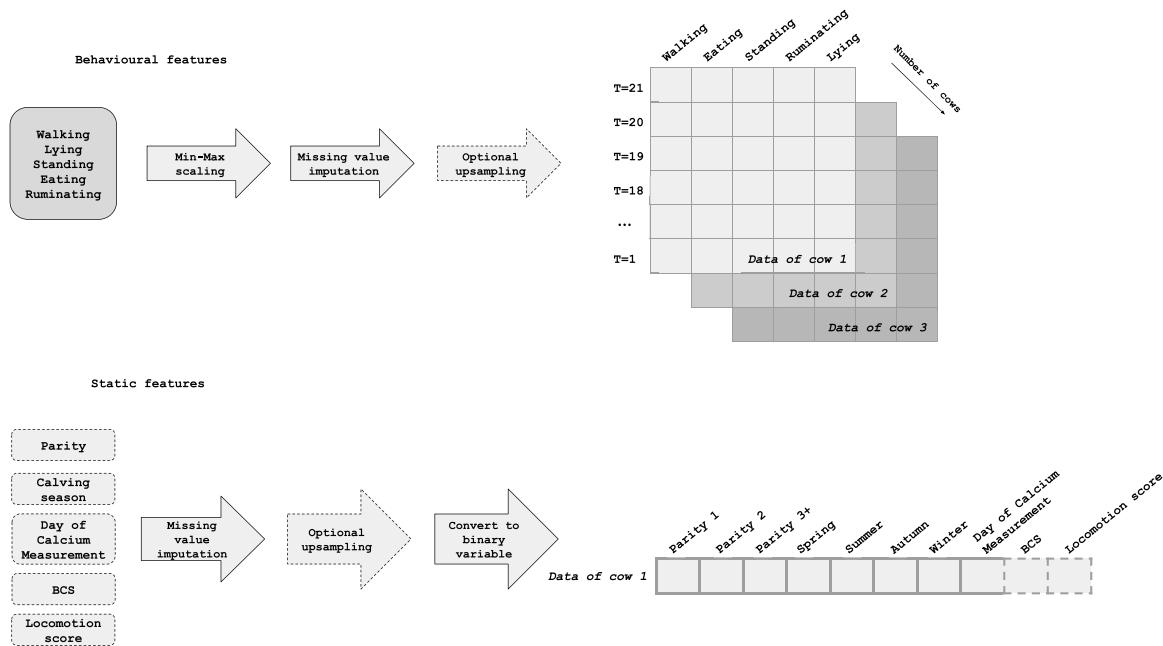 Behavioural features
Walking
Lying
Standing
Eating
Ruminating
Min-Max
scaling
Missing value
imputation
Optional
upsampling
Walking
Eating
Standing
Ruminating
Lying
Number of cows
T=21
T=20
T=19
T=18
...
T=1
Data of cow 1
Data of cow 2
Data of cow 3
Static features
Parity
Calving
season
Day of
Calcium
Measurement
BCS
Locomotion
score
Missing
value
imputation
Optional
upsampling
Convert to
binary
variable
Data of cow 1
Parity 1
Parity 2
Parity 3+
Spring
Summer
Autumn
Winter
Day of Calcium
Measurement
BCS
Locomotion score